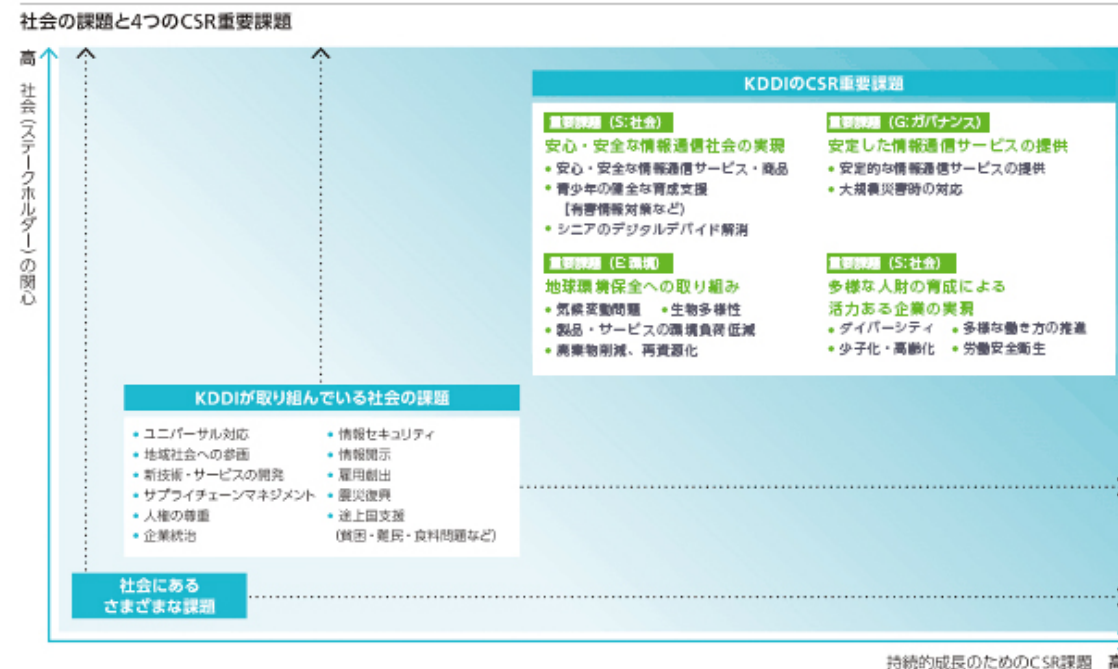 社会の課題と4つのCSR重要課題
高
社会(ステークホルダー)の関心
KDDIのCSR重要課題
重要課題(S:社会)
安心・安全な情報通信社会の実現
• 安心・安全な情報通信サービス・商品
• 青少年の健全な育成支援
【有害情報対策など)
• シニアのデジタルデバイド解消
重要課題(G:ガバナンス)
安定した情報通信サービスの提供
• 安定的な情報通信サービスの提供
• 大規模災害時の対応
重要課題(E:環境)
地球環境保全への取り組み
• 気候変動問題 • 生物多様性
• 製品・サービスの環境負荷低減
• 廃棄物削減、再資源化
重要課題(S:社会)
多様な人財の育成による
活力ある企業の実現
• ダイバーシティ • 多様な働き方の推進
• 少子化・高齢化 • 労働安全衛生
KDDIが取り組んでいる社会の課題
• ユニバーサル対応
• 地域社会への参画
• 新技術・サービスの開発
• サプライチェーンマネジメント
• 人権の尊重
• 企業統治
• 情報セキュリティ
• 情報開示
• 雇用創出
• 震災復興
• 途上国支援
(貧困・難民・食料問題など)
社会にある
さまざまな課題
持続的成長のためのCSR課題 高